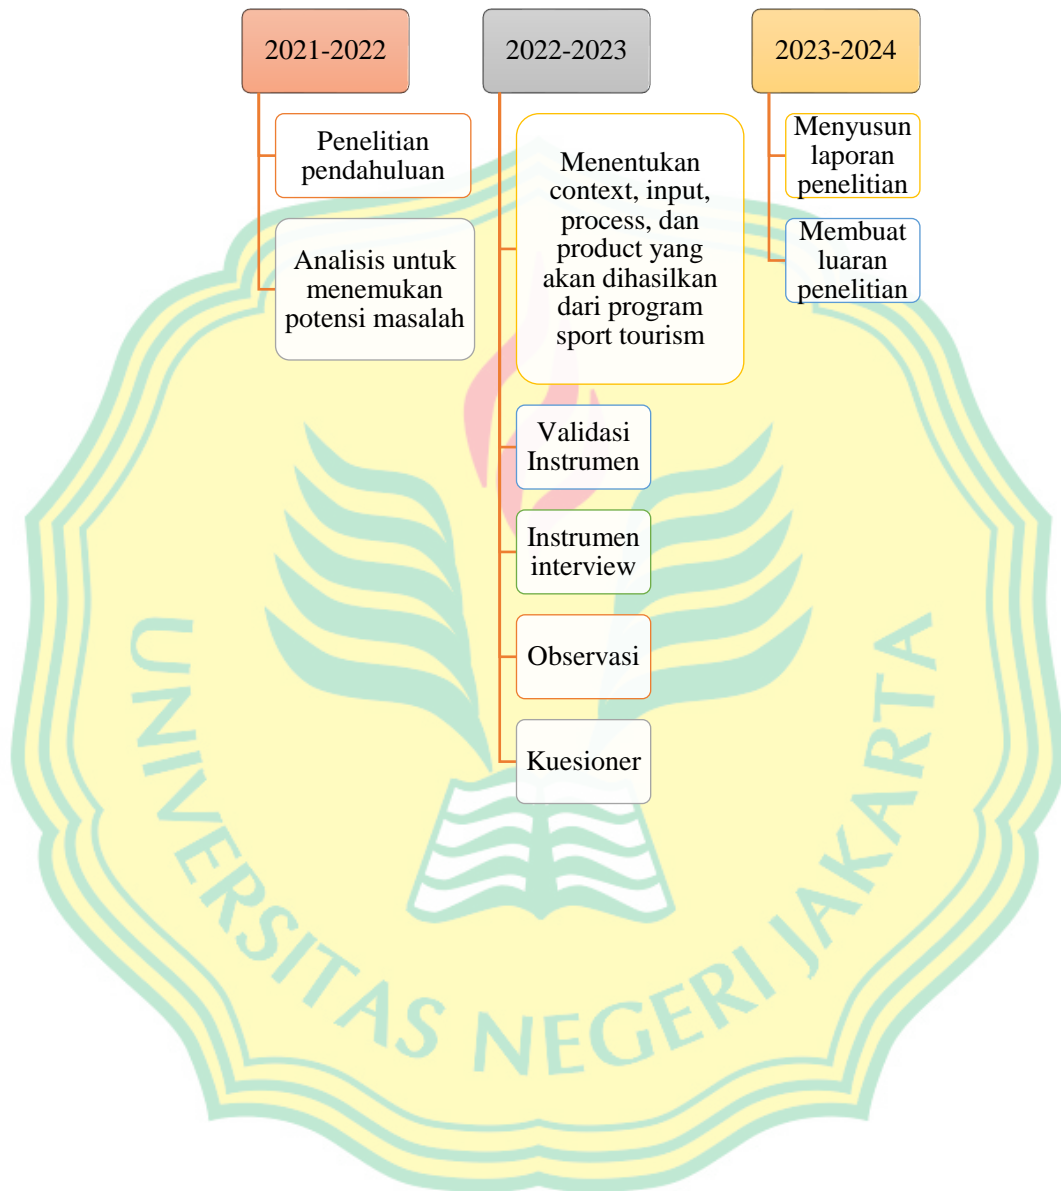 2021-2022
Penelitian
pendahuluan
Analisis untuk
menemukan
potensi masalah
2022-2023
Menentukan
context, input,
process, dan
product yang
akan dihasilkan
dari program
sport tourism
Validasi
Instrumen
Instrumen
interview
Observasi
Kuesioner
2023-2024
Menyusun
laporan
penelitian
Membuat
luaran
penelitian
UNIVERSITAS NEGERI JAKARTA